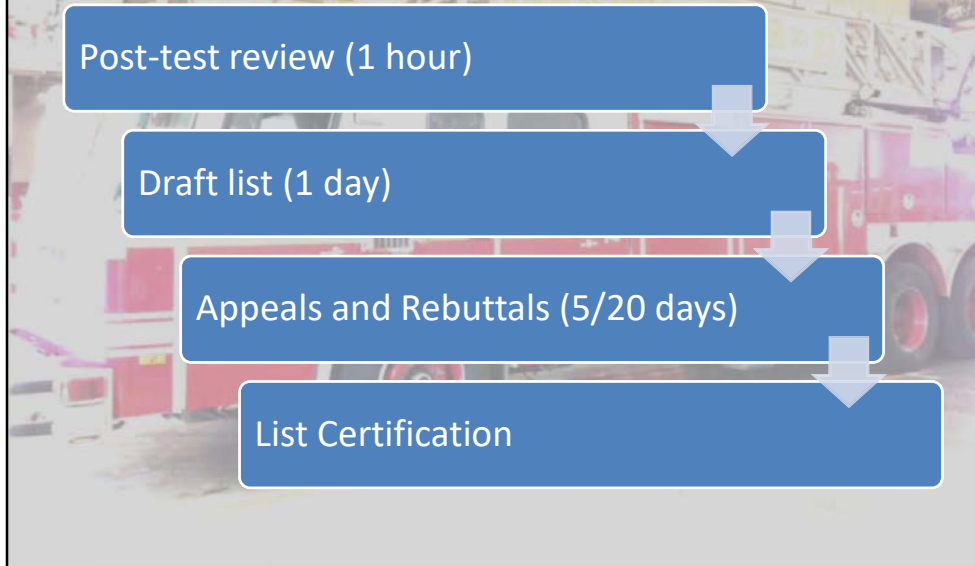 Post-test review (1 hour)
Draft list (1 day)
Appeals and Rebuttals (5/20 days)
List Certification